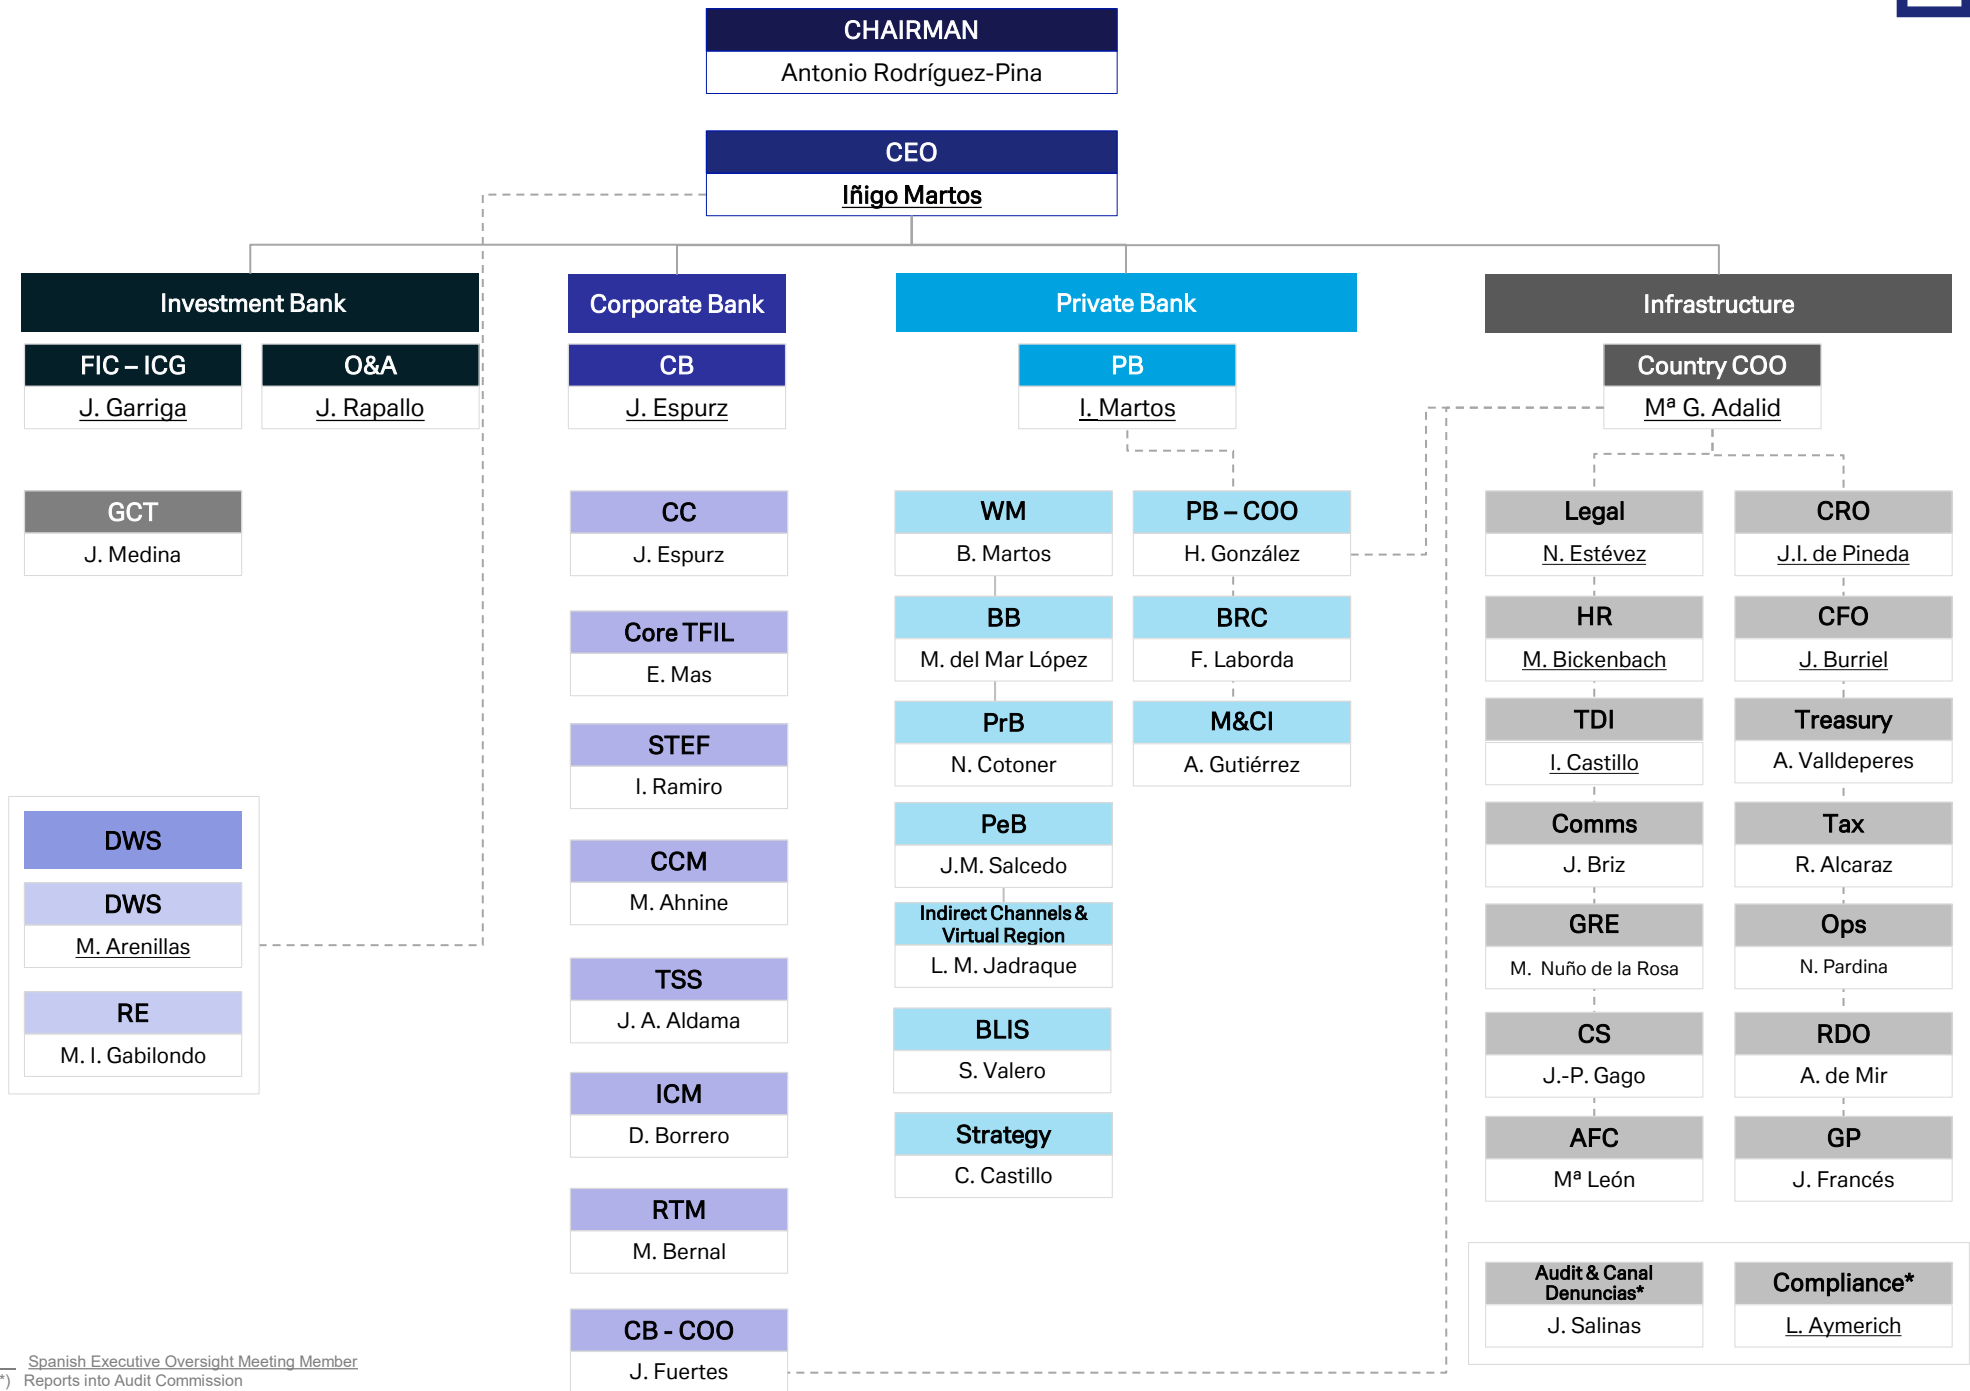 CHAIRMAN
Antonio Rodríguez-Pina
CEO
Iñigo Martos
Investment Bank
Corporate Bank
Private Bank
Infrastructure
FIC – ICG
J. Garriga
O&A
J. Rapallo
CB
J. Espurz
PB
I. Martos
Country COO
Mª G. Adalid
GCT
J. Medina
DWS
DWS
M. Arenillas
RE
M. I. Gabilondo
CC
J. Espurz
Core TFIL
E. Mas
STEF
I. Ramiro
CCM
M. Ahnine
TSS
J. A. Aldama
ICM
D. Borrero
RTM
M. Bernal
CB - COO
J. Fuertes
WM
B. Martos
BB
M. del Mar López
PrB
N. Cotoner
PeB
J.M. Salcedo
Indirect Channels &
Virtual Region
L. M. Jadraque
BLIS
S. Valero
Strategy
C. Castillo
PB – COO
H. González
BRC
F. Laborda
M&CI
A. Gutiérrez
Legal
N. Estévez
HR
M. Bickenbach
TDI
I. Castillo
Comms
J. Briz
GRE
M. Nuño de la Rosa
CS
J.-P. Gago
AFC
Mª León
CRO
J.I. de Pineda
CFO
J. Burriel
Treasury
A. Valldeperes
Tax
R. Alcaraz
Ops
N. Pardina
RDO
A. de Mir
GP
J. Francés
Audit & Canal
Denuncias*
J. Salinas
Compliance*
L. Aymerich
Spanish Executive Oversight Meeting Member
*) Reports into Audit Commission